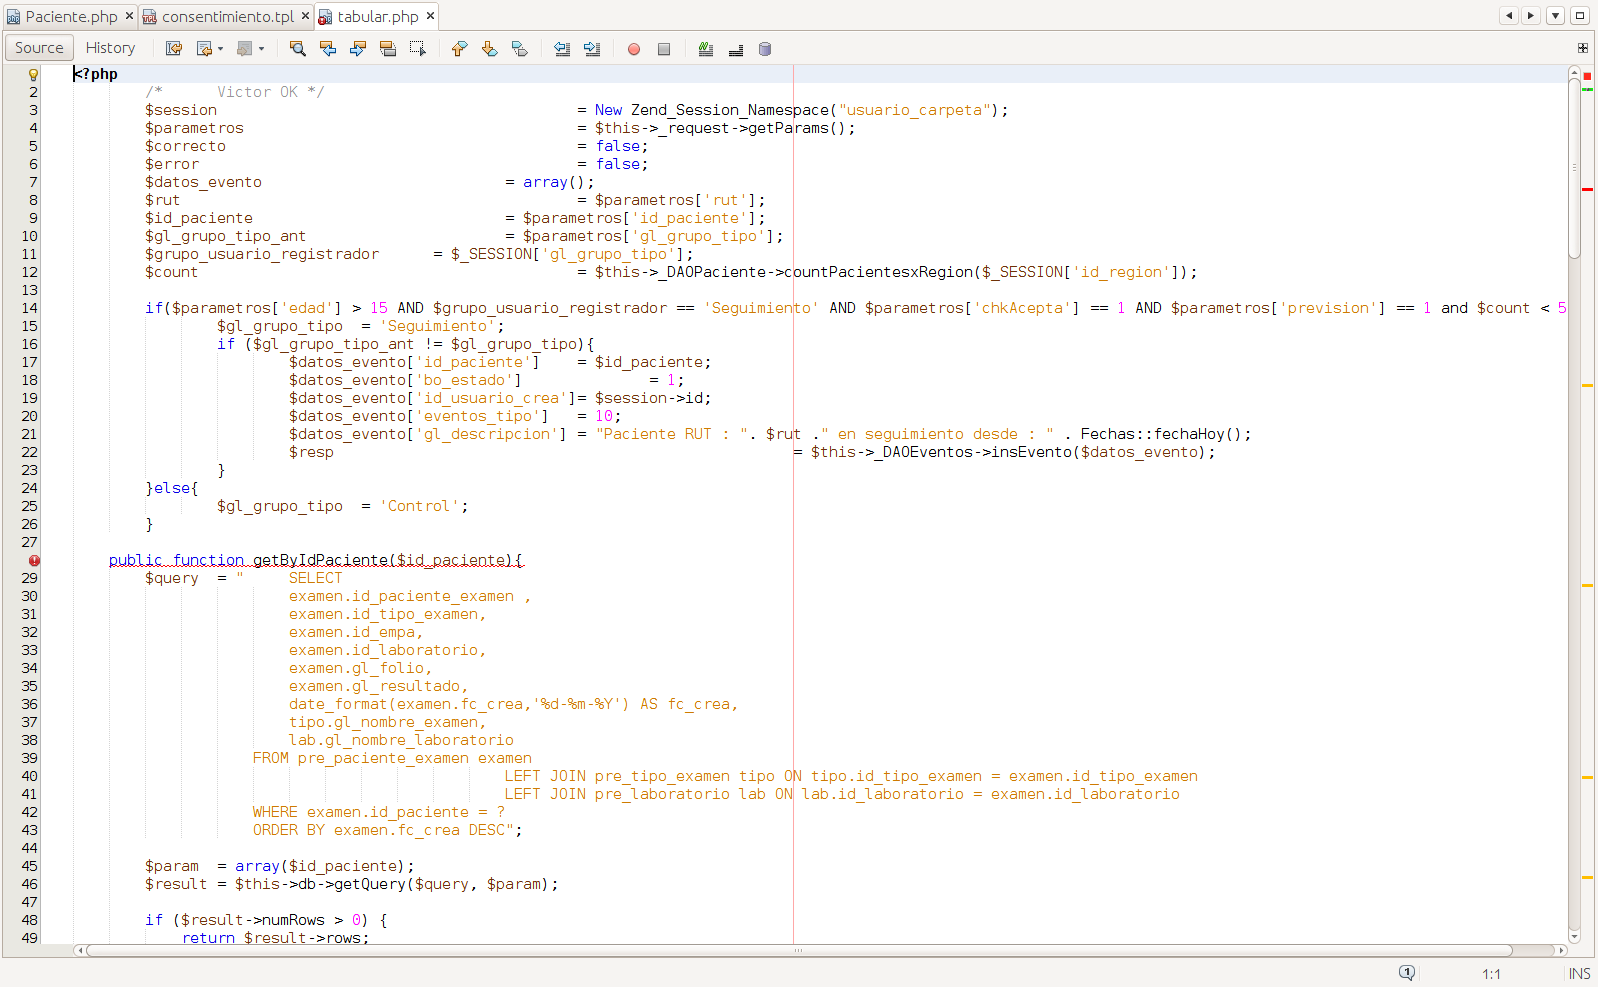 Paciente.php × consentimiento.tpl × tabular.php ×
Source History
<?php
2 /* Victor OK */
3 $session = New Zend_Session_Namespace("usuario_carpeta");
4 $parametros = $this->_request->getParams();
5 $correcto = false;
6 $error = false;
7 $datos_evento = array();
8 $rut = $parametros['rut'];
9 $id_paciente = $parametros['id_paciente'];
10 $gl_grupo_tipo_ant = $parametros['gl_grupo_tipo'];
11 $grupo_usuario_registrador = $_SESSION['gl_grupo_tipo'];
12 $count = $this->_DAOPaciente->countPacientesxRegion($_SESSION['id_region']);
13
14 if($parametros['edad'] > 15 AND $grupo_usuario_registrador == 'Seguimiento' AND $parametros['chkAcepta'] == 1 AND $parametros['prevision'] == 1 and $count < 5
15 $gl_grupo_tipo = 'Seguimiento';
16 if ($gl_grupo_tipo_ant != $gl_grupo_tipo){
17 $datos_evento['id_paciente'] = $id_paciente;
18 $datos_evento['bo_estado'] = 1;
19 $datos_evento['id_usuario_crea']= $session->id;
20 $datos_evento['eventos_tipo'] = 10;
21 $datos_evento['gl_descripcion'] = "Paciente RUT : ". $rut ." en seguimiento desde : " . Fechas::fechaHoy();
22 $resp = $this->_DAOEventos->insEvento($datos_evento);
23 }
24 }else{
25 $gl_grupo_tipo = 'Control';
26 }
27
public function getByIdPaciente($id_paciente){
29 $query = " SELECT
30 examen.id_paciente_examen ,
31 examen.id_tipo_examen,
32 examen.id_empa,
33 examen.id_laboratorio,
34 examen.gl_folio,
35 examen.gl_resultado,
36 date_format(examen.fc_crea,'%d-%m-%Y') AS fc_crea,
37 tipo.gl_nombre_examen,
38 lab.gl_nombre_laboratorio
39 FROM pre_paciente_examen examen
40 LEFT JOIN pre_tipo_examen tipo ON tipo.id_tipo_examen = examen.id_tipo_examen
41 LEFT JOIN pre_laboratorio lab ON lab.id_laboratorio = examen.id_laboratorio
42 WHERE examen.id_paciente = ?
43 ORDER BY examen.fc_crea DESC";
44
45 $param = array($id_paciente);
46 $result = $this->db->getQuery($query, $param);
47
48 if ($result->numRows > 0) {
49 return $result->rows;
1 1:1 INS